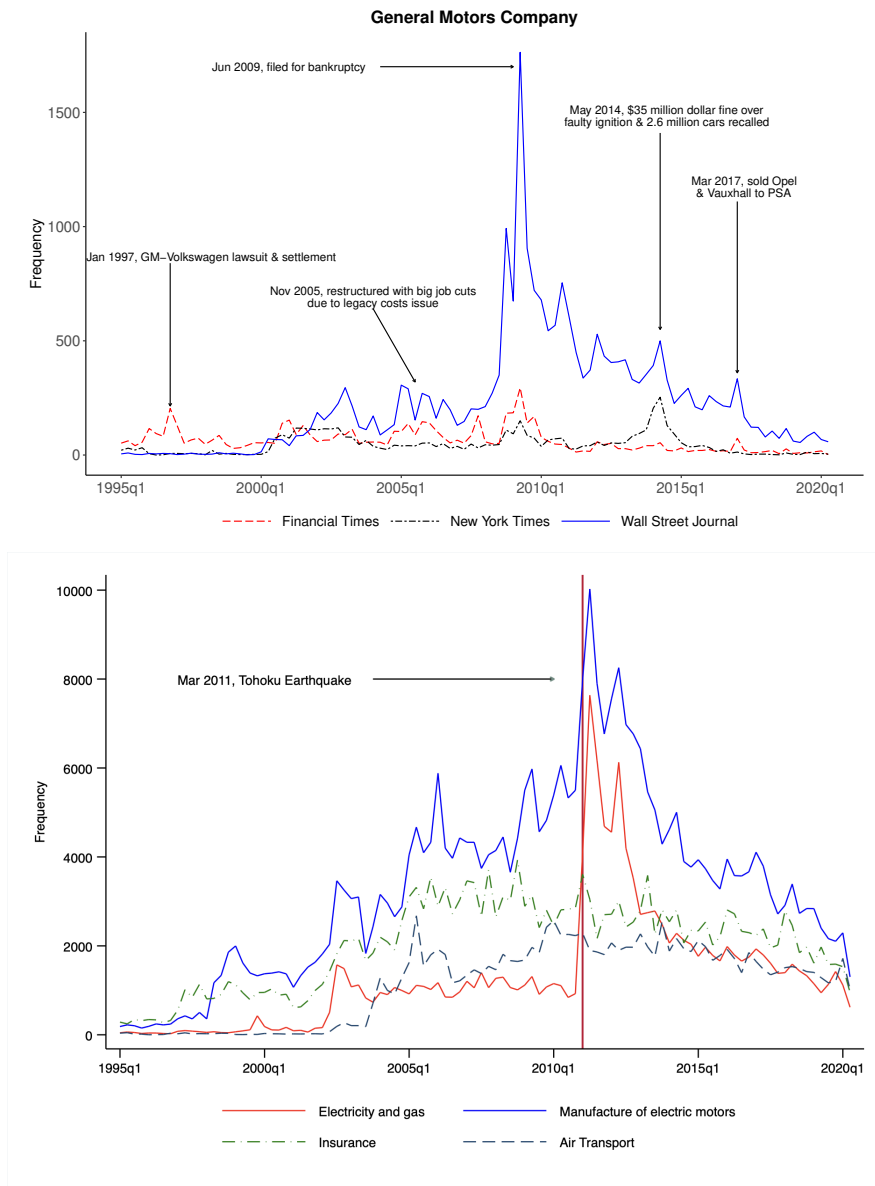 General Motors Company
Jun 2009, filed for bankruptcy
May 2014, $35 million dollar fine over
faulty ignition & 2.6 million cars recalled
Mar 2017, sold Opel
& Vauxhall to PSA
Jan 1997, GM−Volkswagen lawsuit & settlement
Nov 2005, restructured with big job cuts
due to legacy costs issue
Frequency
1500
1000
500
0
1995q1 2000q1 2005q1 2010q1 2015q1 2020q1
Financial Times New York Times Wall Street Journal
10000
8000
6000
4000
2000
0
Frequency
Mar 2011, Tohoku Earthquake
1995q1 2000q1 2005q1 2010q1 2015q1 2020q1
Electricity and gas Manufacture of electric motors
Insurance Air Transport